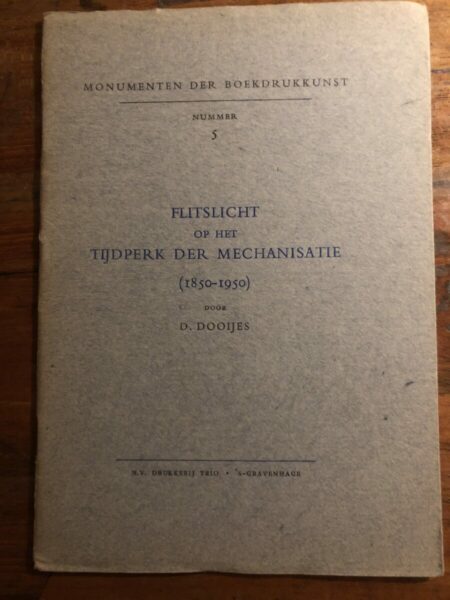 MONUMENTEN DER BOEKDRUKKUNST
NUMMER
5
FLITSLICHT
OP HET
TIJDPERK DER MECHANISATIE
(1850-1950)
DOOR
D. DOOIJES
N.V. DRUKKERIJ TRIO • 'S-GRAVENHAGE